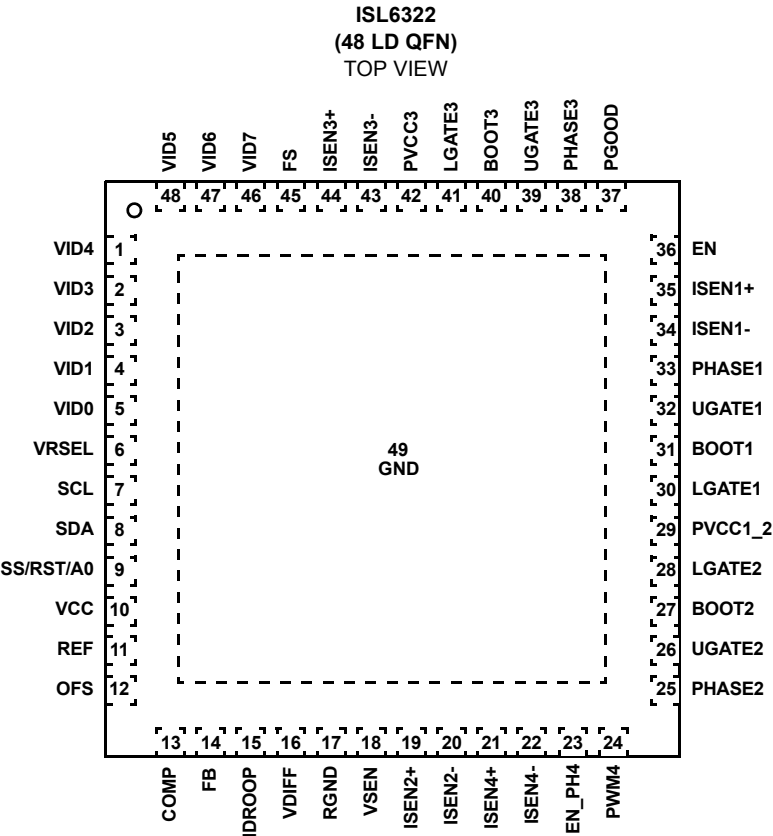 ISL6322
(48 LD QFN)
TOP VIEW
VID5 VID6 VID7 FS ISEN3+ ISEN3- PVCC3 LGATE3 BOOT3 UGATE3 PHASE3 PGOOD
48 47 46 45 44 43 42 41 40 39 38 37
VID4 1 36 EN
VID3 2 35 ISEN1+
VID2 3 34 ISEN1-
VID1 4 33 PHASE1
VID0 5 32 UGATE1
VRSEL 6 31 BOOT1
49
GND
SCL 7 30 LGATE1
SDA 8 29 PVCC1_2
SS/RST/A0 9 28 LGATE2
VCC 10 27 BOOT2
REF 11 26 UGATE2
OFS 12 25 PHASE2
13 14 15 16 17 18 19 20 21 22 23 24
COMP FB IDROOP VDIFF RGND VSEN ISEN2+ ISEN2- ISEN4+ ISEN4- EN_PH4 PWM4